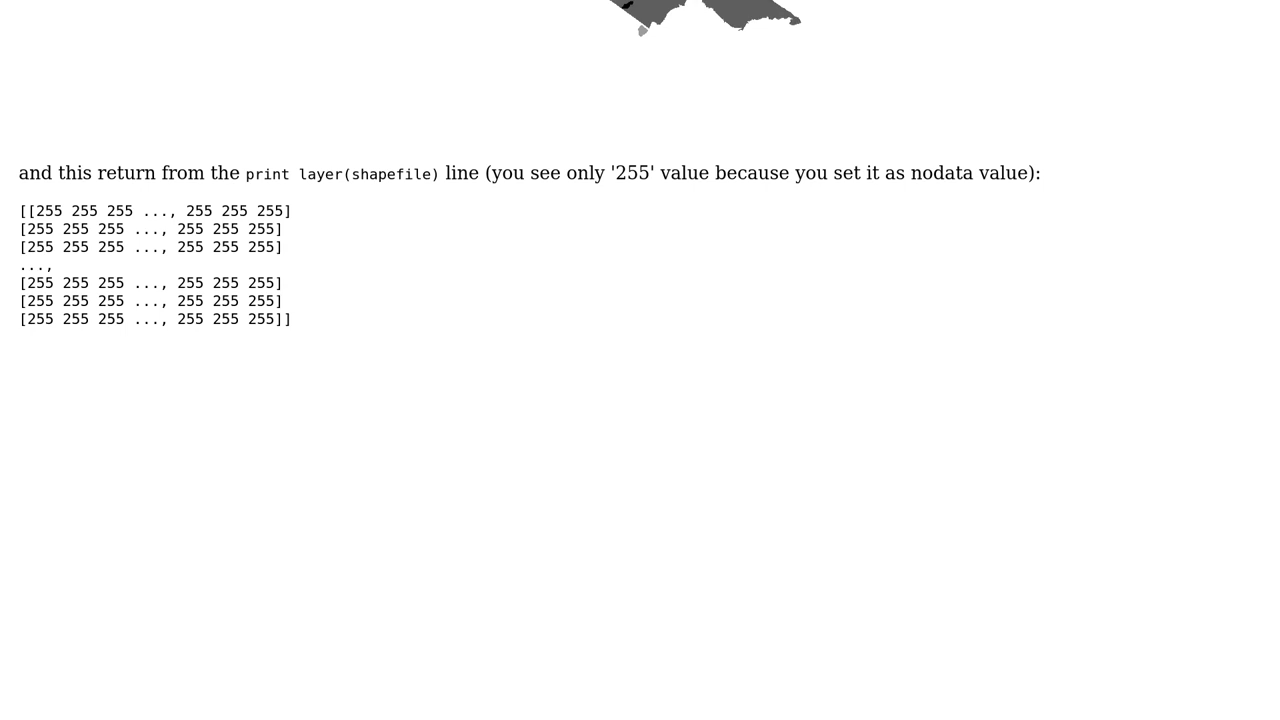 and this return from the print layer(shapefile) line (you see only '255' value because you set it as nodata value):
[[255 255 255 ..., 255 255 255]
[255 255 255 ..., 255 255 255]
[255 255 255 ..., 255 255 255]
...,
[255 255 255 ..., 255 255 255]
[255 255 255 ..., 255 255 255]
[255 255 255 ..., 255 255 255]]